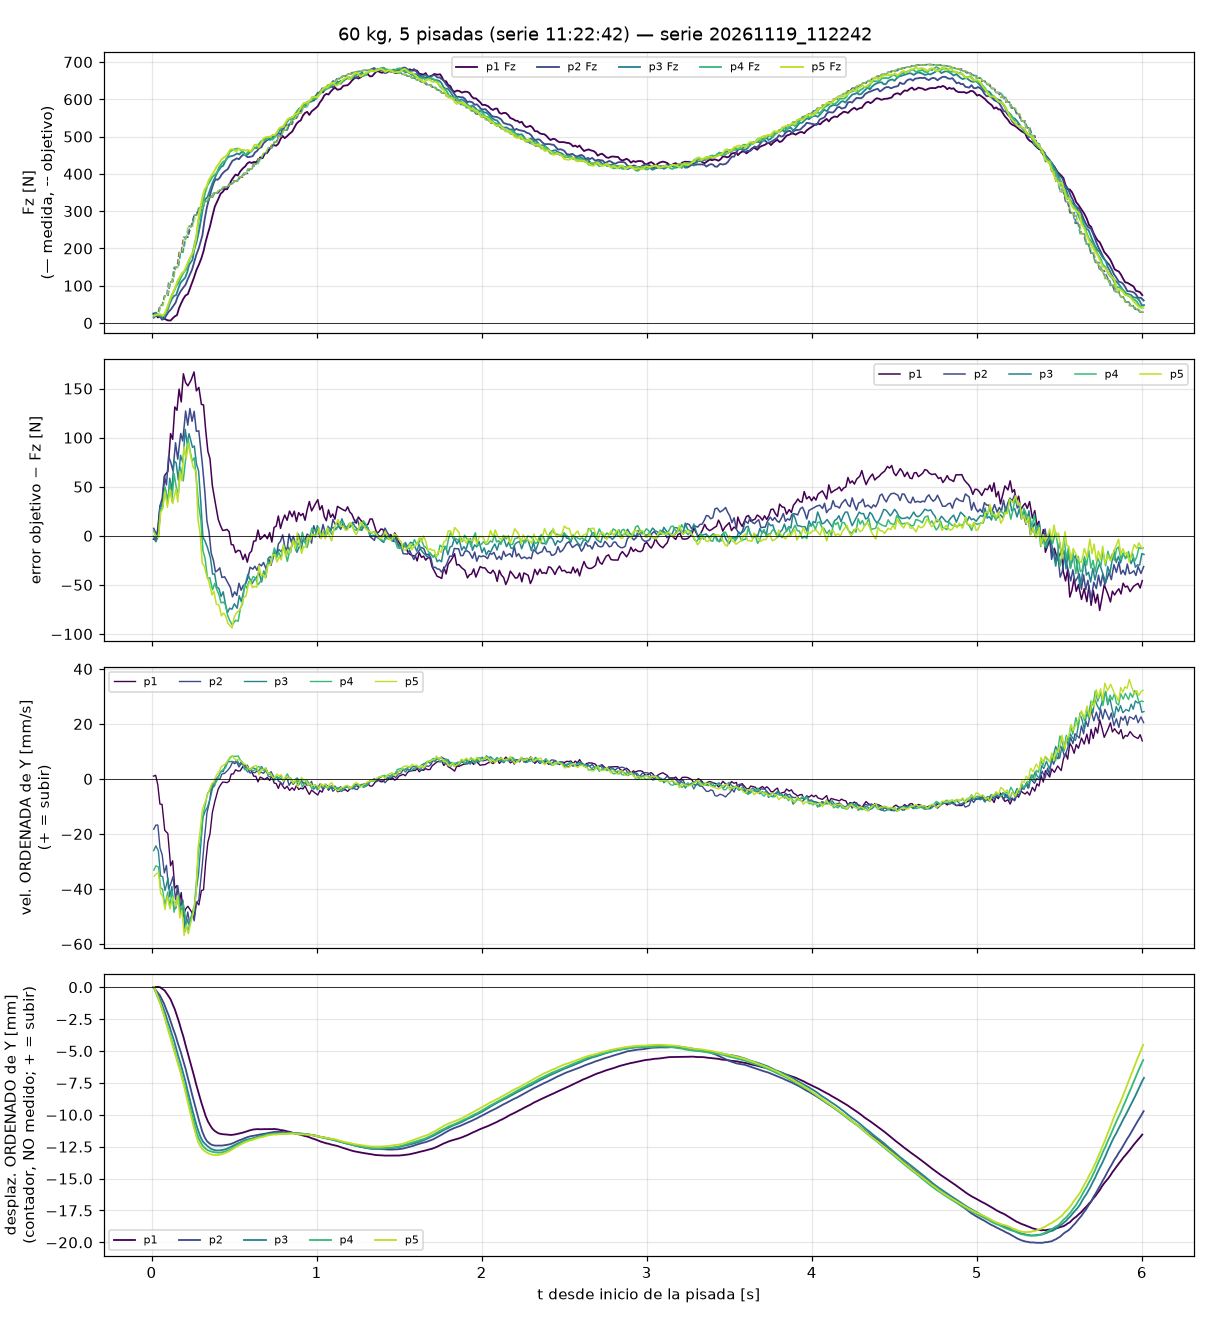 60 kg, 5 pisadas (serie 11:22:42) — serie 20261119_112242
p1 Fz p2 Fz p3 Fz p4 Fz p5 Fz
700
600
500
400
300
200
100
0
Fz [N]
(— medida, -- objetivo)
p1 p2 p3 p4 p5
150
100
50
0
−50
−100
error objetivo − Fz [N]
p1 p2 p3 p4 p5
40
20
0
−20
−40
−60
vel. ORDENADA de Y [mm/s]
(+ = subir)
0.0
−2.5
−5.0
−7.5
−10.0
−12.5
−15.0
−17.5
−20.0
desplaz. ORDENADO de Y [mm]
(contador, NO medido; + = subir)
p1 p2 p3 p4 p5
0 1 2 3 4 5 6
t desde inicio de la pisada [s]